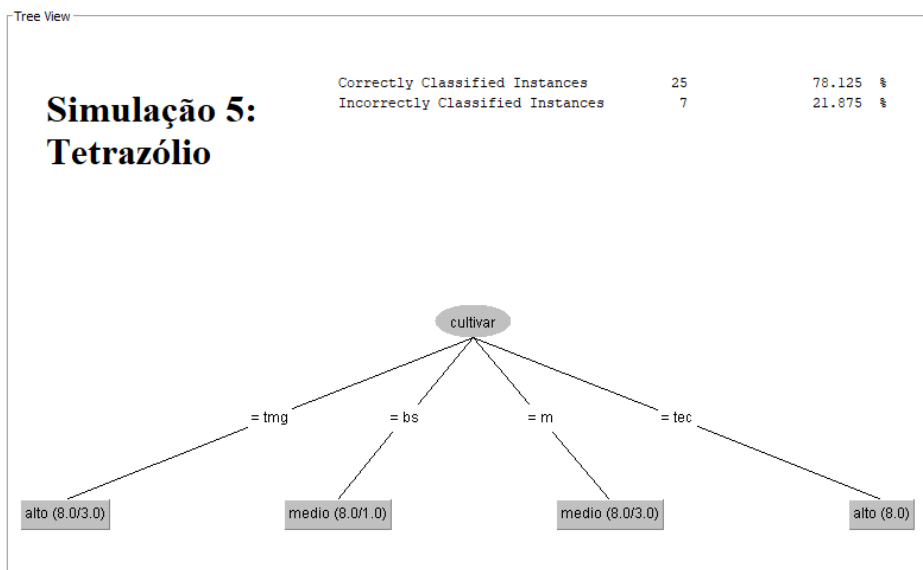 Tree View
Correctly Classified Instances 25 78.125 %
Incorrectly Classified Instances 7 21.875 %
Simulação 5:
Tetrazólio
cultivar
= tmg = bs = m = tec
alto (8.0/3.0) medio (8.0/1.0) medio (8.0/3.0) alto (8.0)